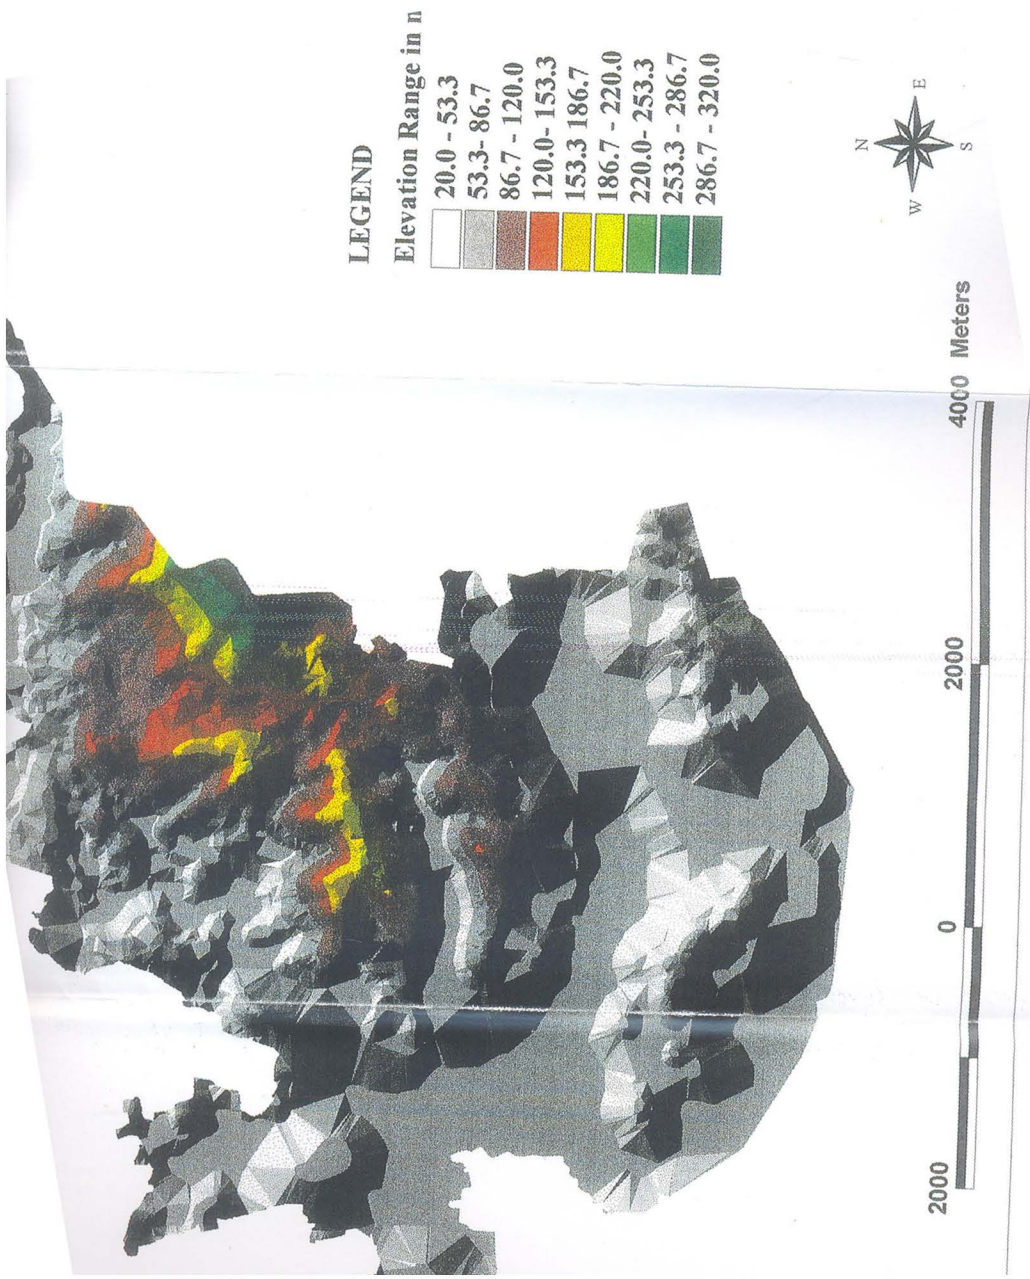 LEGEND
Elevation Range in n
20.0 - 53.3
53.3- 86.7
86.7 - 120.0
120.0- 153.3
153.3 186.7
186.7 - 220.0
220.0- 253.3
253.3 - 286.7
286.7 - 320.0
N
W
E
S
2000
0
2000
4000 Meters